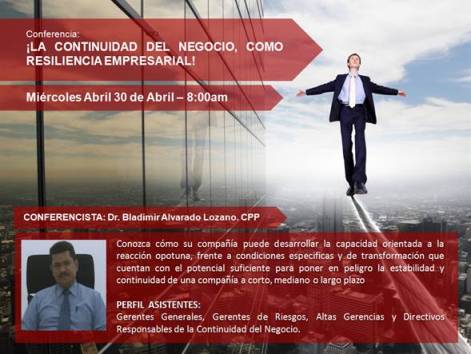 Conferencia:
¡LA CONTINUIDAD DEL NEGOCIO, COMO
RESILIENCIA EMPRESARIAL!
Miércoles Abril 30 de Abril – 8:00am
CONFERENCISTA: Dr. Bladimir Alvarado Lozano. CPP
Conozca cómo su compañía puede desarrollar la capacidad orientada a la
reacción opotuna, frente a condiciones especificas y de transformación que
cuentan con el potencial suficiente para poner en peligro la estabilidad y
continuidad de una compañía a corto, mediano o largo plazo
PERFIL ASISTENTES:
Gerentes Generales, Gerentes de Riesgos, Altas Gerencias y Directivos
Responsables de la Continuidad del Negocio.